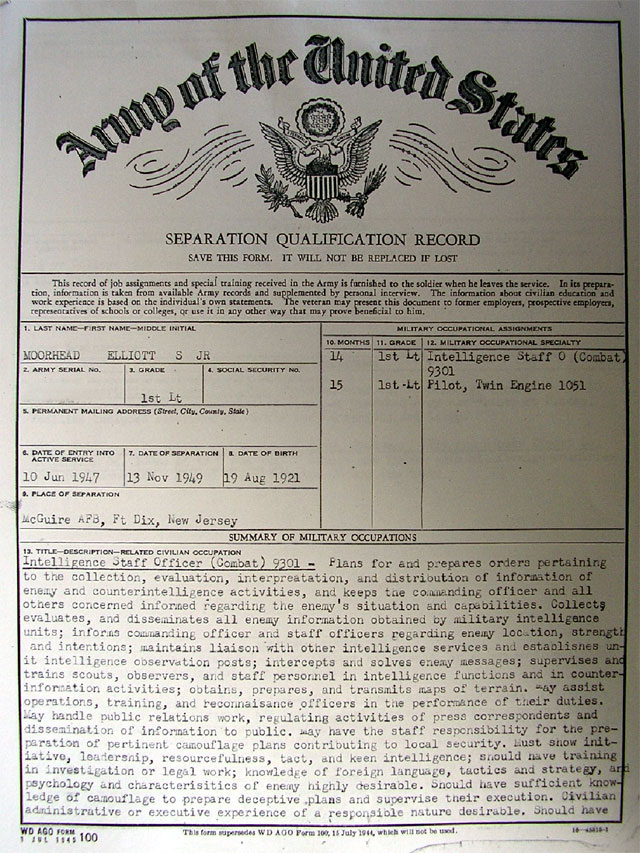 Army of the United States
SEPARATION QUALIFICATION RECORD
SAVE THIS FORM. IT WILL NOT BE REPLACED IF LOST
This record of job assignments and special training received in the Army is furnished to the soldier when he leaves the service. In its prepara-
tion, information is taken from available Army records and supplemented by personal interview. The information about civilian education and
work experience is based on the individual's own statements. The veteran may present this document to former employers, prospective employers,
representatives of schools or colleges, or use it in any other way that may prove beneficial to him.
1. LAST NAME—FIRST NAME—MIDDLE INITIAL
MOORHEAD ELLIOTT S JR
2. ARMY SERIAL NO. 3. GRADE 4. SOCIAL SECURITY NO.
1st Lt
5. PERMANENT MAILING ADDRESS (Street, City, County, State)
6. DATE OF ENTRY INTO ACTIVE SERVICE 7. DATE OF SEPARATION 8. DATE OF BIRTH
10 Jun 1947 13 Nov 1949 19 Aug 1921
9. PLACE OF SEPARATION
McGuire AFB, Ft Dix, New Jersey
MILITARY OCCUPATIONAL ASSIGNMENTS
10. MONTHS 11. GRADE 12. MILITARY OCCUPATIONAL SPECIALTY
14 1st Lt Intelligence Staff O (Combat)
9301
15 1st Lt Pilot, Twin Engine 1051
SUMMARY OF MILITARY OCCUPATIONS
13. TITLE—DESCRIPTION—RELATED CIVILIAN OCCUPATION
Intelligence Staff Officer (Combat) 9301 - Plans for and prepares orders pertaining
to the collection, evaluation, interpreatation, and distribution of information of
enemy and counterintelligence activities, and keeps the commanding officer and all
others concerned informed regarding the enemy's situation and capabilities. Collects
evaluates, and disseminates all enemy information obtained by military intelligence
units; informs commanding officer and staff officers regarding enemy location, strength
and intentions; maintains liaison with other intelligence services and establishes un-
it intelligence observation posts; intercepts and solves enemy messages; supervises and
trains scouts, observers, and staff personnel in intelligence functions and in counter-
information activities; obtains, prepares, and transmits maps of terrain. May assist
operations, training, and reconnaisance officers in the performance of their duties.
May handle public relations work, regulating activities of press correspondents and
dissemination of information to public. May have the staff responsibility for the pre-
paration of pertinent camouflage plans contributing to local security. Must show init-
iative, leadership, resourcefulness, tact, and keen intelligence; should have training
in investigation or legal work; knowledge of foreign language, tactics and strategy, and
psychology and characterisitics of enemy highly desirable. Should have sufficient know-
ledge of camouflage to prepare deceptive plans and supervise their execution. Civilian
administrative or executive experience of a responsible nature desirable. Should have
WD AGO FORM 100
1 JUL 1945
This form supersedes WD AGO Form 100, 15 July 1944, which will not be used.